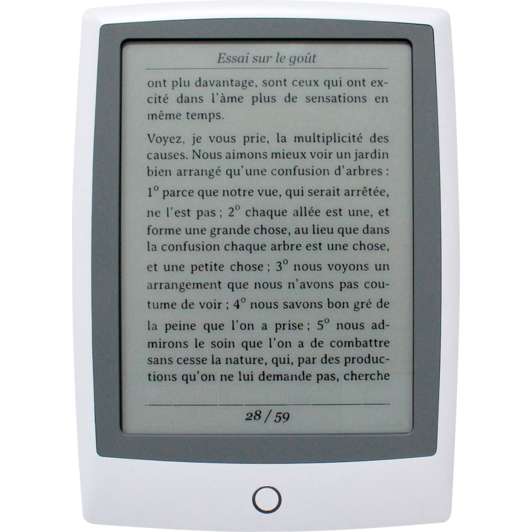 Essai sur le goût
ont plu davantage, sont ceux qui ont ex-
cité dans l'àme plus de sensations en
même temps.
Voyez, je vous prie, la multiplicité des
causes. Nous aimons mieux voir un jardin
bien arrangé qu'une confusion d'arbres :
1º parce que notre vue, qui serait arrêtée,
ne l'est pas ; 2º chaque allée est une, et
forme une grande chose, au lieu que dans
la confusion chaque arbre est une chose,
et une petite chose ; 3º nous voyons un
arrangement que nous n'avons pas cou-
tume de voir ; 4º nous savons bon gré de
la peine que l'on a prise ; 5º nous ad-
mirons le soin que l'on a de combattre
sans cesse la nature, qui, par des produc-
tions qu'on ne lui demande pas, cherche
28 / 59